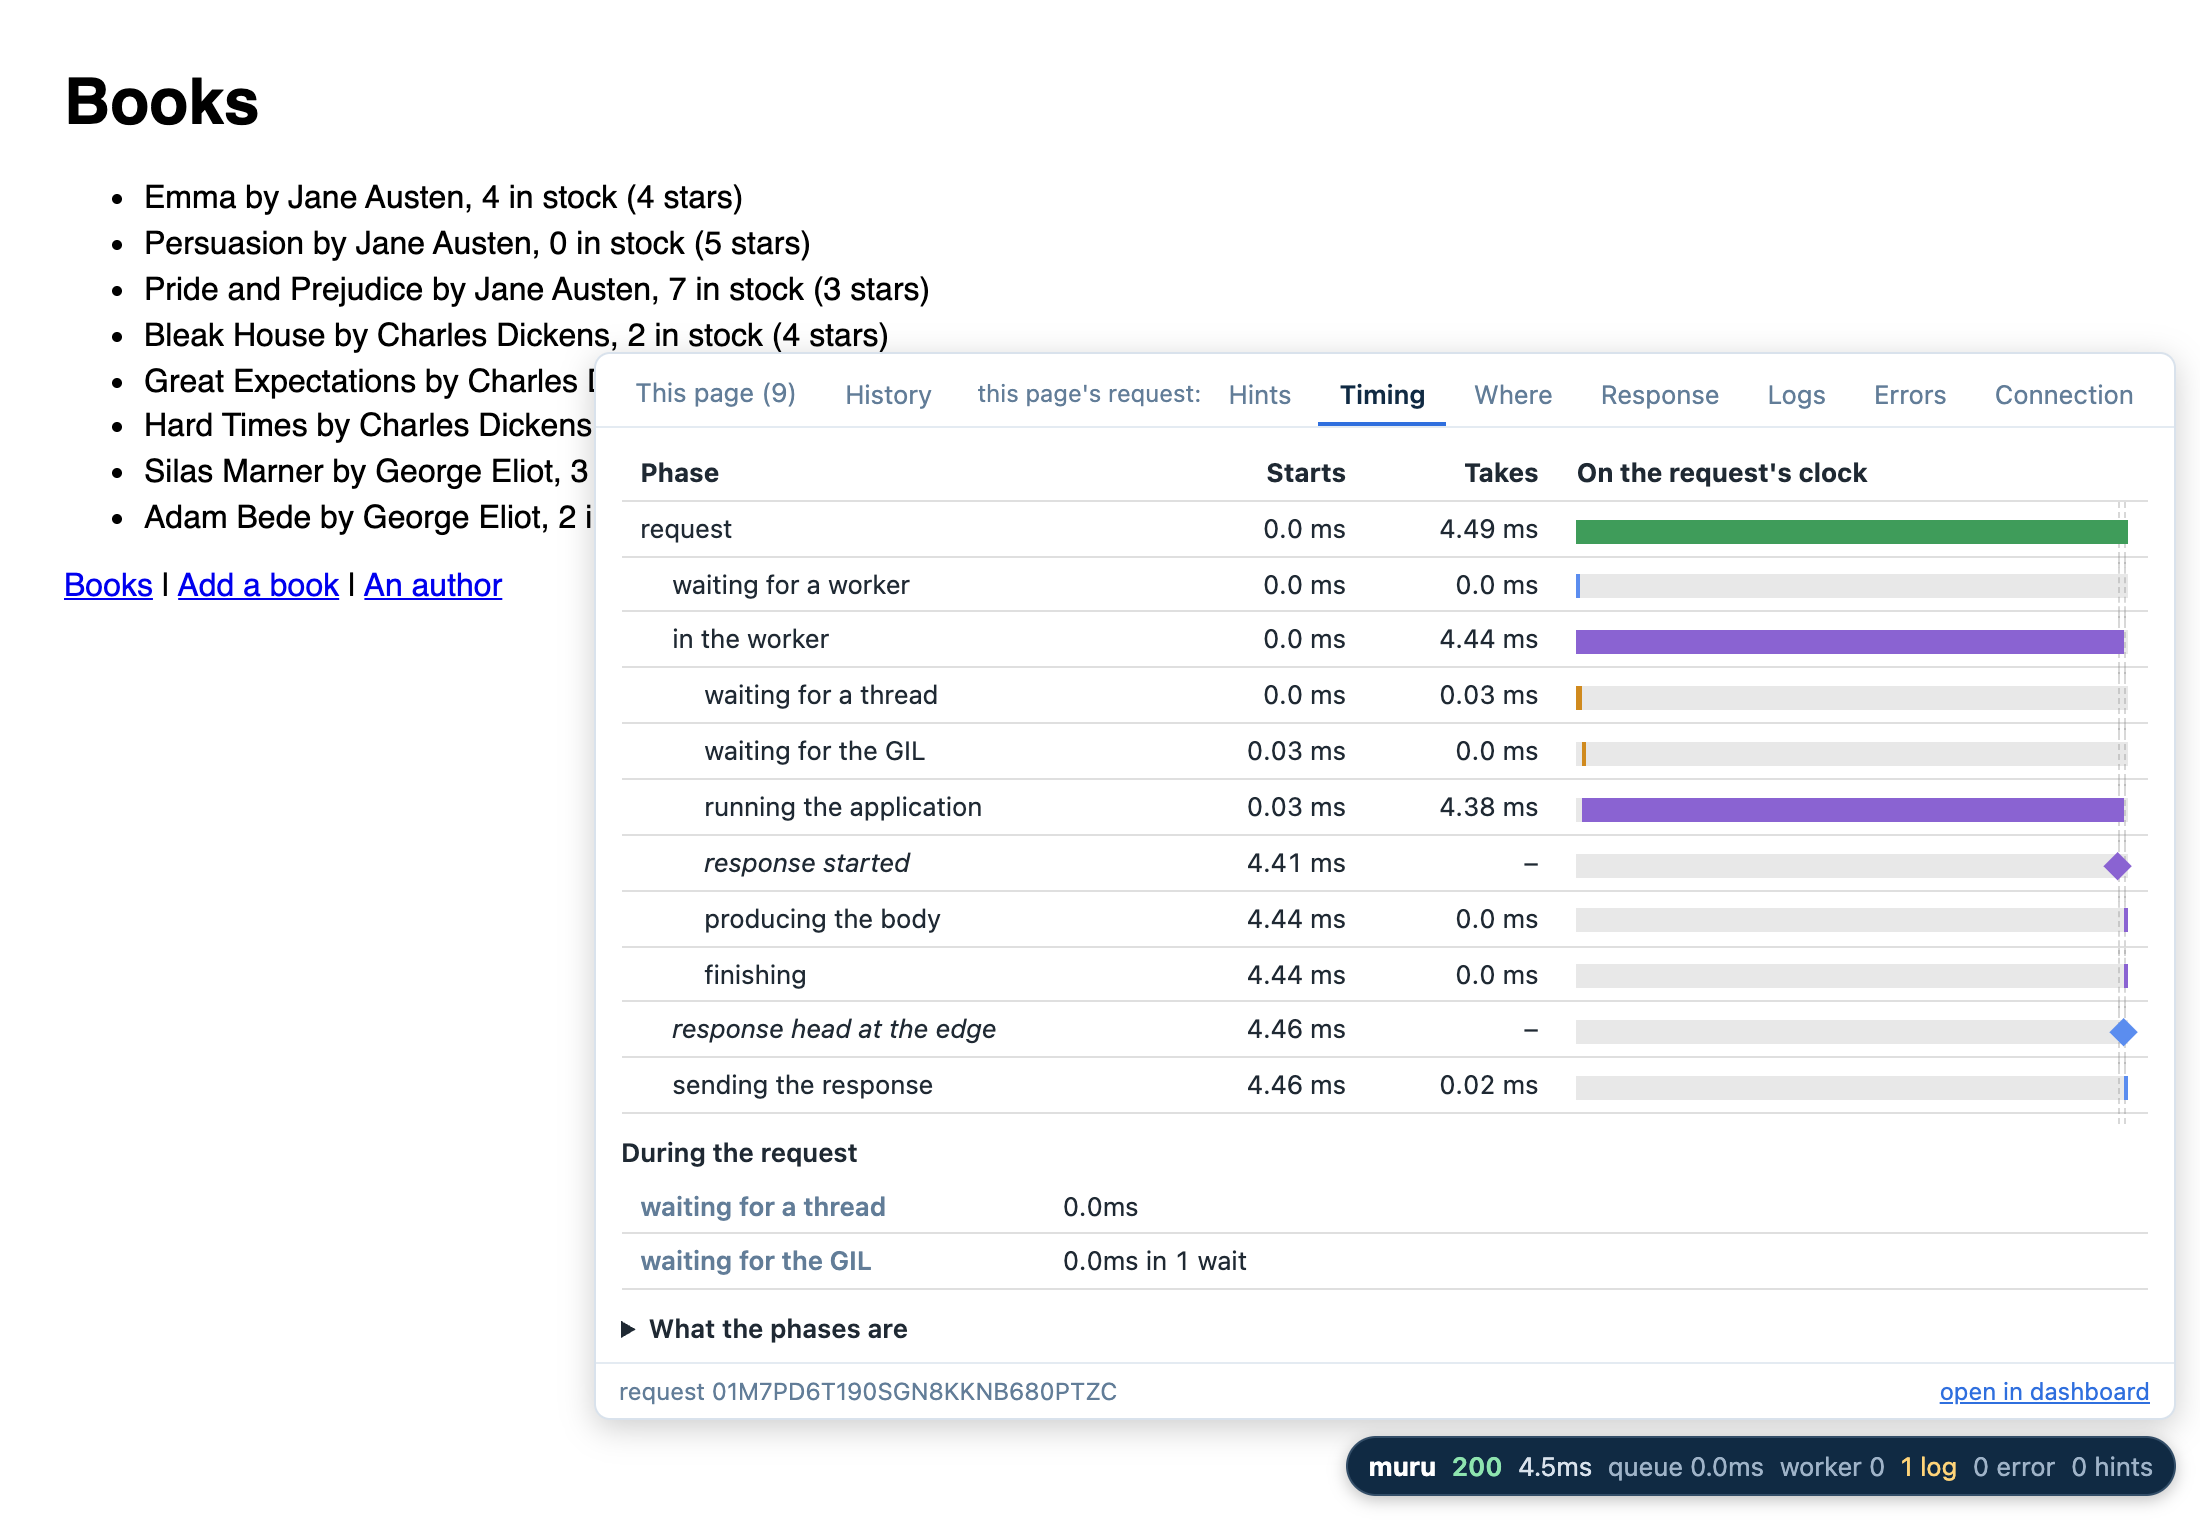 Books
• Emma by Jane Austen, 4 in stock (4 stars)
• Persuasion by Jane Austen, 0 in stock (5 stars)
• Pride and Prejudice by Jane Austen, 7 in stock (3 stars)
• Bleak House by Charles Dickens, 2 in stock (4 stars)
• Great Expectations by Charles
• Hard Times by Charles Dickens
• Silas Marner by George Eliot, 3
• Adam Bede by George Eliot, 2 i
Books | Add a book | An author
This page (9) History this page's request: Hints Timing Where Response Logs Errors Connection
Phase Starts Takes On the request's clock
request 0.0 ms 4.49 ms
waiting for a worker 0.0 ms 0.0 ms
in the worker 0.0 ms 4.44 ms
waiting for a thread 0.0 ms 0.03 ms
waiting for the GIL 0.03 ms 0.0 ms
running the application 0.03 ms 4.38 ms
response started 4.41 ms –
producing the body 4.44 ms 0.0 ms
finishing 4.44 ms 0.0 ms
response head at the edge 4.46 ms –
sending the response 4.46 ms 0.02 ms
During the request
waiting for a thread 0.0ms
waiting for the GIL 0.0ms in 1 wait
▶ What the phases are
request 01M7PD6T190SGN8KKNB680PTZC open in dashboard
muru 200 4.5ms queue 0.0ms worker 0 1 log 0 error 0 hints